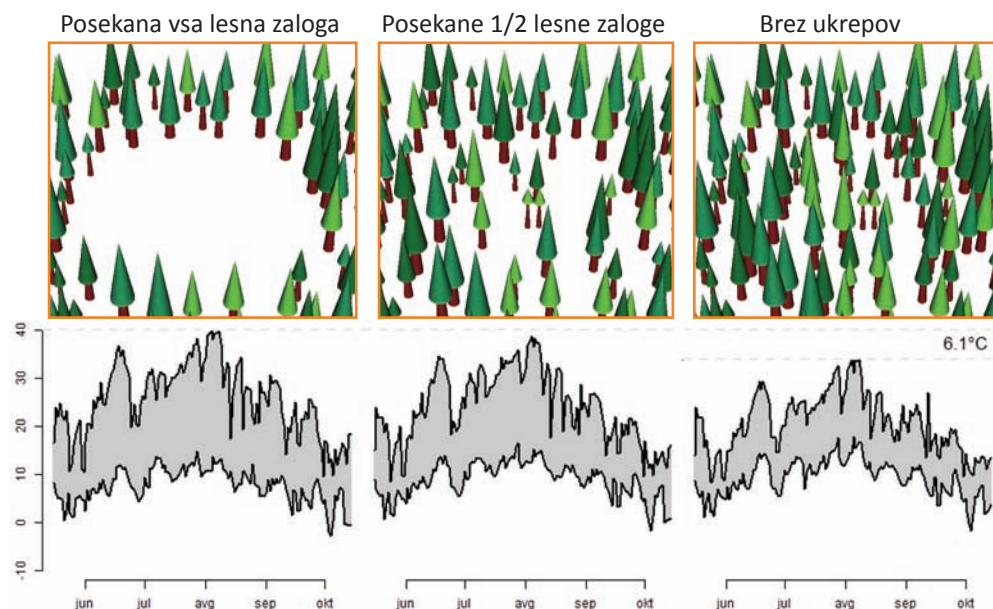 Posekana vsa lesna zaloga
Posekane 1/2 lesne zaloge
Brez ukrepov
40
30
20
10
0
-10
6.1°C
jun jul avg sep okt
jun jul avg sep okt
jun jul avg sep okt